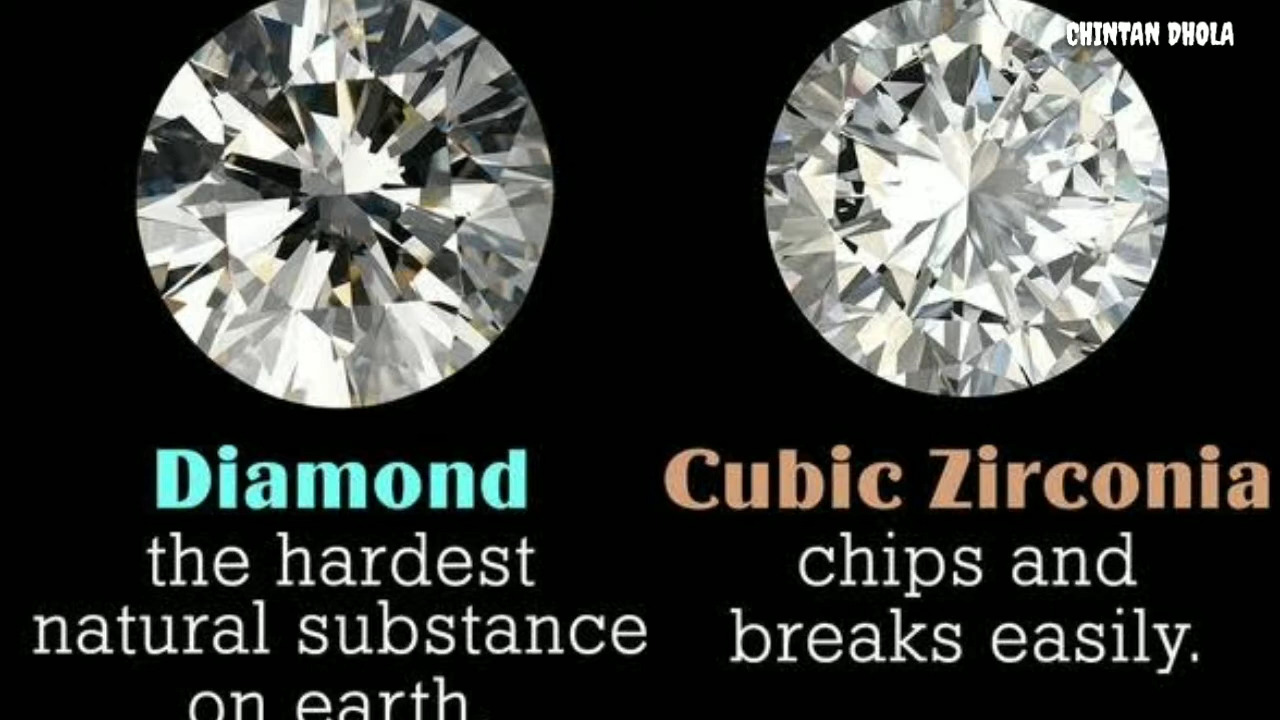 CHINTAN DHOLA
Diamond
the hardest
natural substance
on earth
Cubic Zirconia
chips and
breaks easily.